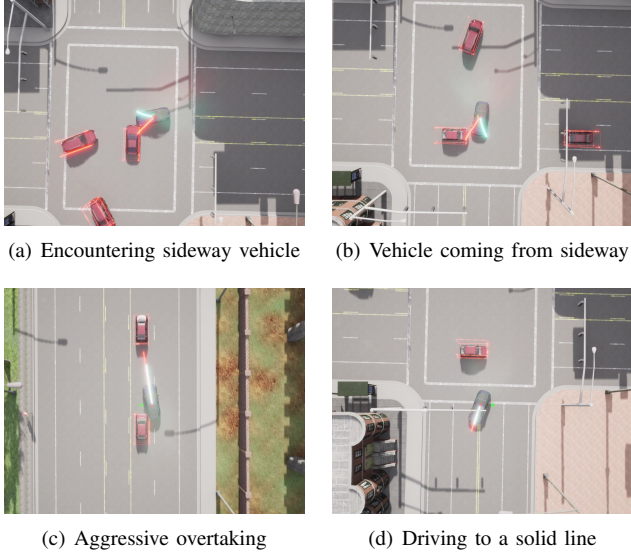 (a) Encountering sideway vehicle
(b) Vehicle coming from sideway
(c) Aggressive overtaking
(d) Driving to a solid line